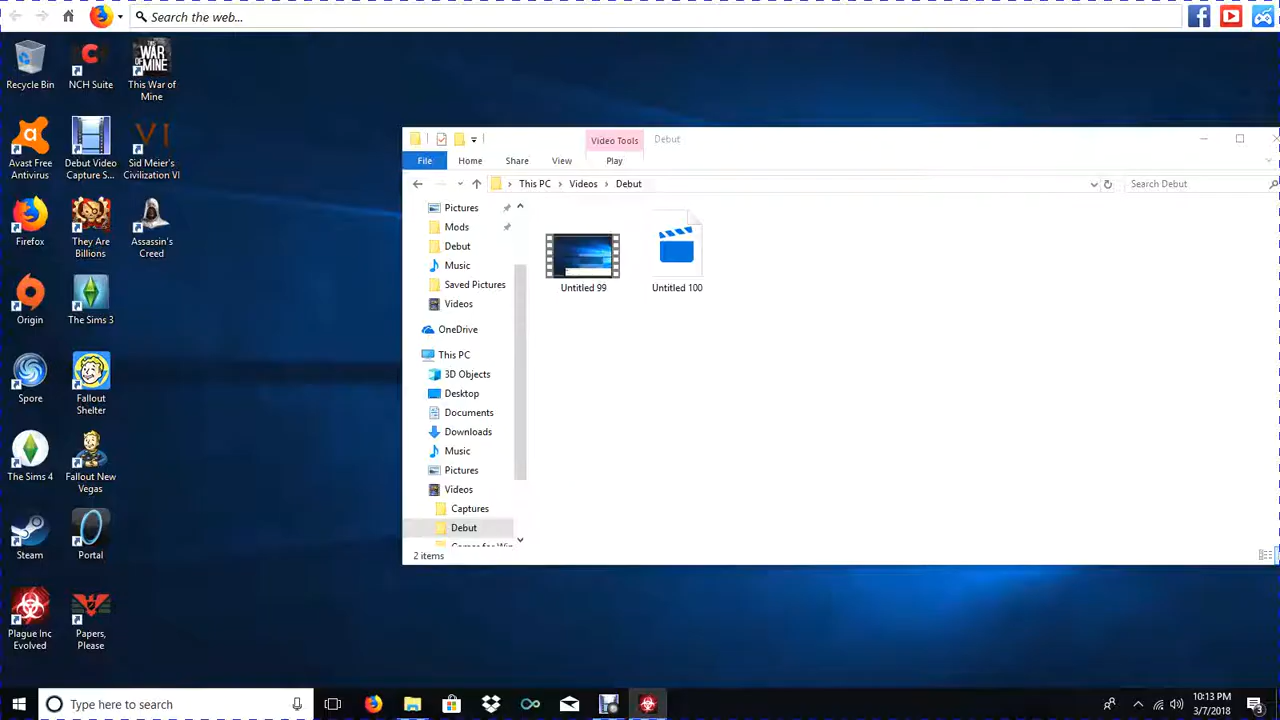 Search the web...
Recycle Bin
NCH Suite
This War of
Mine
Avast Free
Antivirus
Debut Video
Capture S...
Sid Meier's
Civilization VI
Firefox
They Are
Billions
Assassin's
Creed
Origin
The Sims 3
Spore
Fallout
Shelter
The Sims 4
Fallout New
Vegas
Steam
Portal
Plague Inc
Evolved
Papers,
Please
Video Tools
Debut
File
Home
Share
View
Play
This PC
Videos
Debut
Search Debut
Pictures
Mods
Debut
Music
Saved Pictures
Videos
OneDrive
This PC
3D Objects
Desktop
Documents
Downloads
Music
Pictures
Videos
Captures
Debut
Untitled 99
Untitled 100
2 items
Type here to search
10:13 PM
3/7/2018